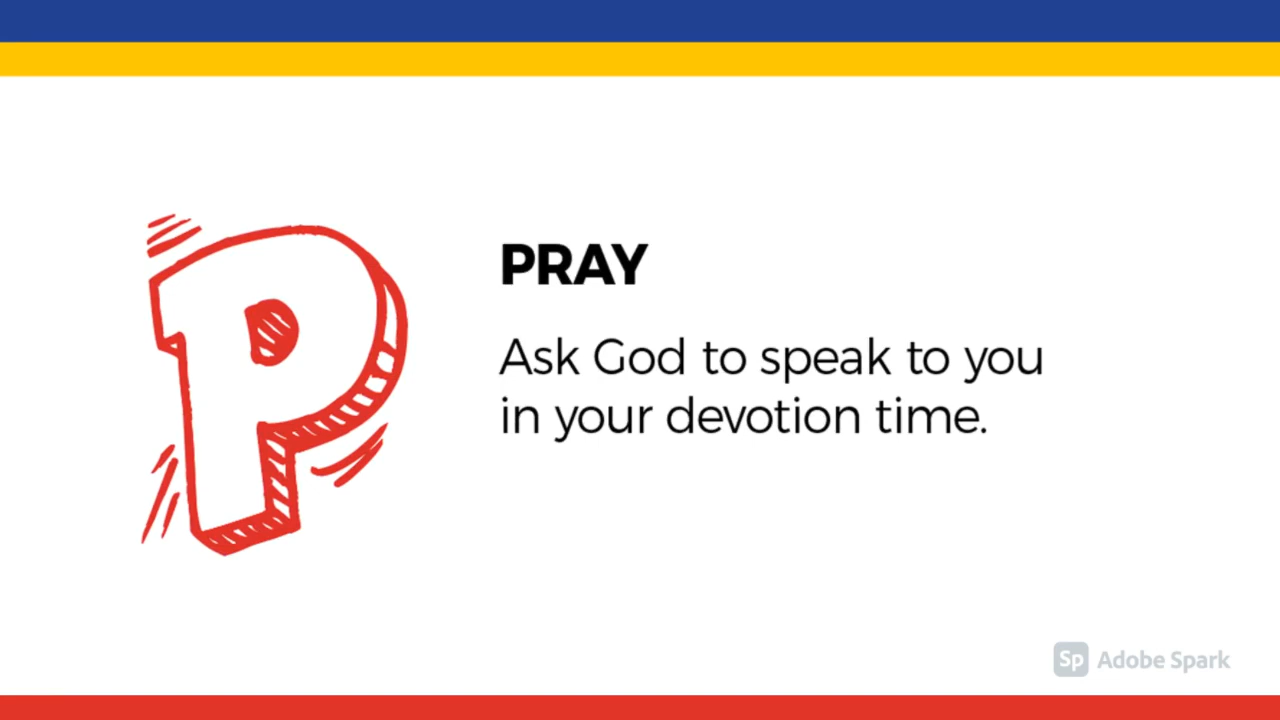 P
PRAY
Ask God to speak to you
in your devotion time.
Sp Adobe Spark